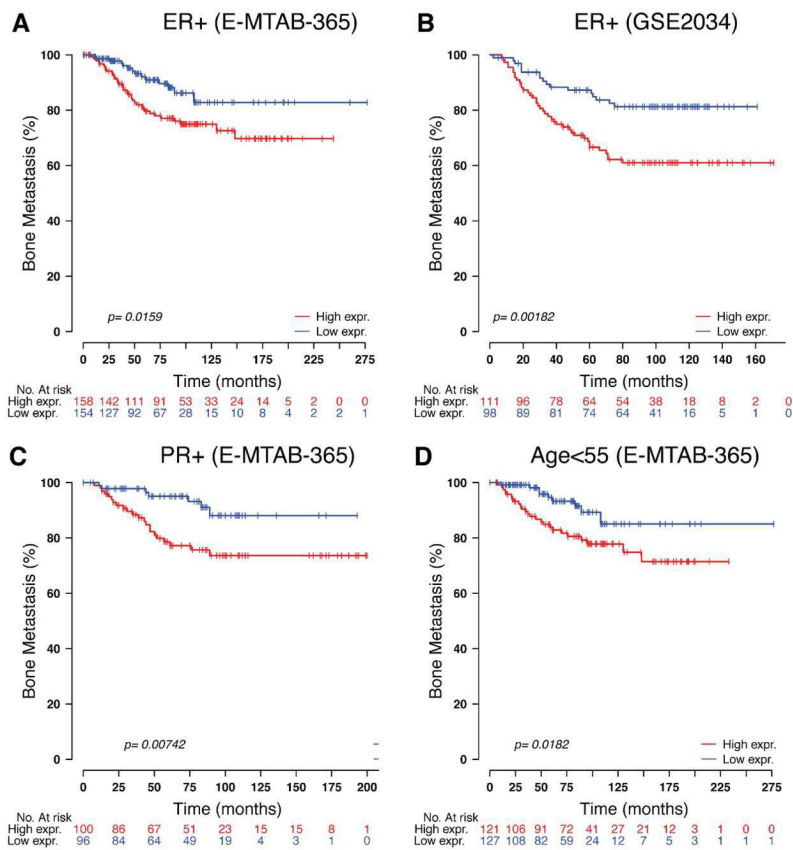 A
ER+ (E-MTAB-365)
Bone Metastasis (%)
100
80
60
40
20
0
p= 0.0159
High expr.
Low expr.
0 25 50 75 125 175 225 275
Time (months)
No. At risk
High expr. 158 142 111 91 53 33 24 14 5 2 0 0
Low expr. 154 127 92 67 28 15 10 8 4 2 2 1
B
ER+ (GSE2034)
Bone Metastasis (%)
100
80
60
40
20
0
p= 0.00182
High expr.
Low expr.
0 20 40 60 80 100 120 140 160
Time (months)
No. At risk
High expr. 111 96 78 64 54 38 18 8 2 0
Low expr. 98 89 81 74 64 41 16 5 1 0
C
PR+ (E-MTAB-365)
Bone Metastasis (%)
100
80
60
40
20
0
p= 0.00742
0 25 50 75 100 125 150 175 200
Time (months)
No. At risk
High expr. 100 86 67 51 23 15 15 8 1
Low expr. 96 84 64 49 19 4 3 1 0
D
Age<55 (E-MTAB-365)
Bone Metastasis (%)
100
80
60
40
20
0
p= 0.0182
High expr.
Low expr.
0 25 50 75 125 175 225 275
Time (months)
No. At risk
High expr. 121 106 91 72 41 27 21 12 3 1 0 0
Low expr. 127 108 82 59 24 12 7 5 3 1 1 1